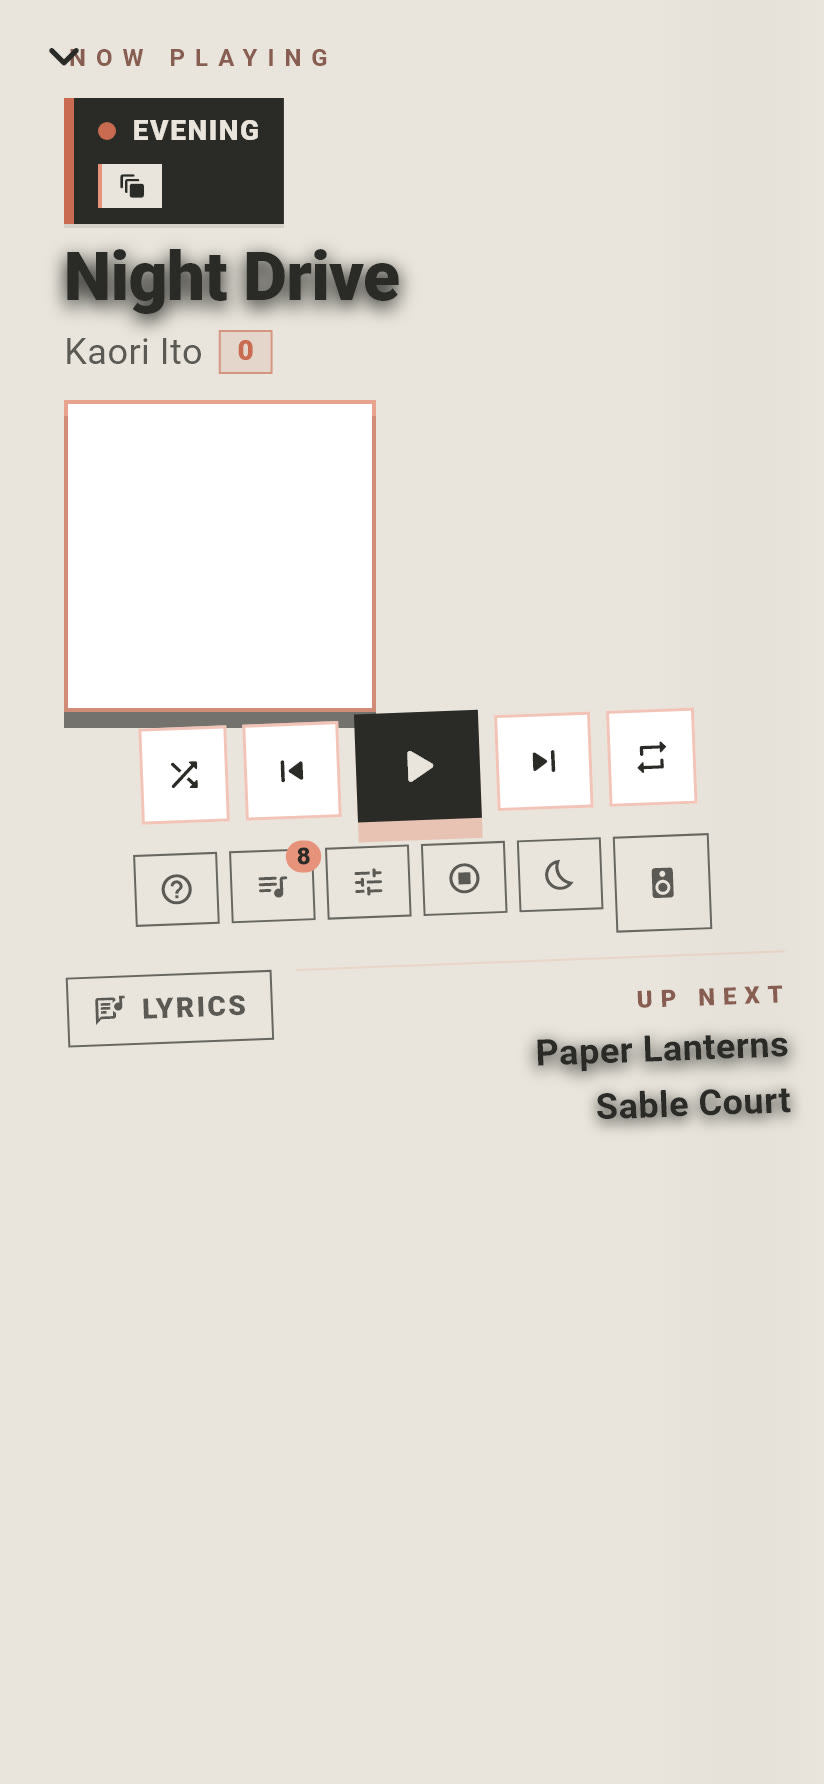 NOW PLAYING
EVENING
Night Drive
Kaori Ito 0
8
LYRICS
UP NEXT
Paper Lanterns
Sable Court